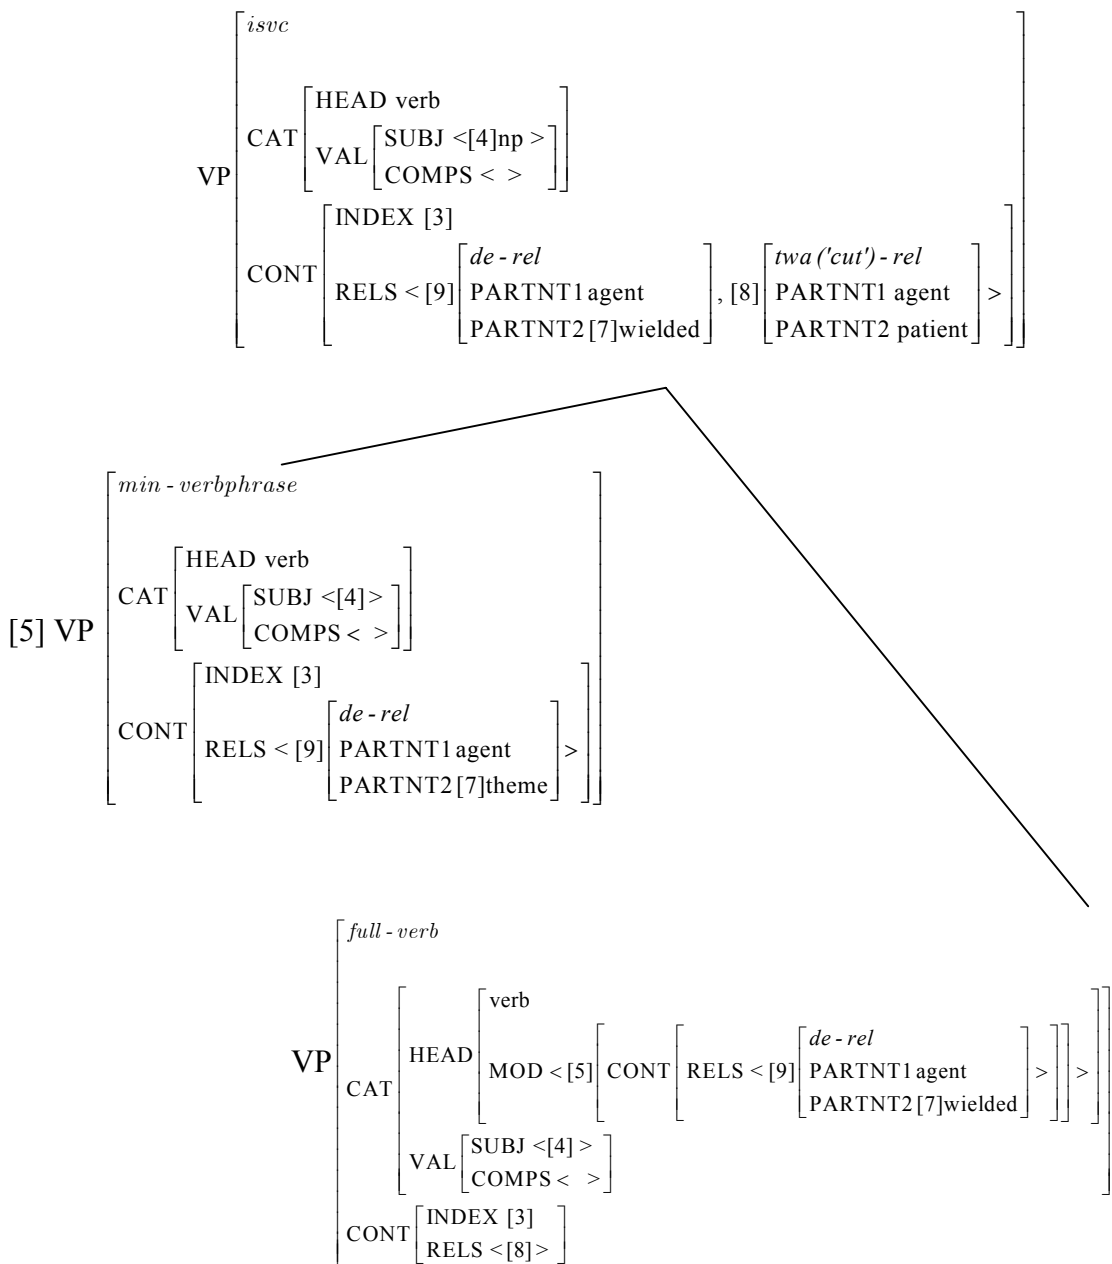 isvc
HEAD verb
CAT
VAL
SUBJ <[4]np >
COMPS < >
VP
INDEX [3]
CONT
RELS < [9]
de - rel
PARTNT1 agent
PARTNT2 [7]wielded
, [8]
twa ('cut') - rel
PARTNT1 agent
PARTNT2 patient
>
min - verbphrase
HEAD verb
CAT
VAL
SUBJ <[4]>
COMPS < >
[5] VP
INDEX [3]
CONT
RELS < [9]
de - rel
PARTNT1 agent
PARTNT2 [7]theme
>
full - verb
VP
CAT
HEAD
verb
MOD < [5]
CONT
RELS < [9]
de - rel
PARTNT1 agent
PARTNT2 [7]wielded
>
>
VAL
SUBJ <[4] >
COMPS < >
CONT
INDEX [3]
RELS <[8]>